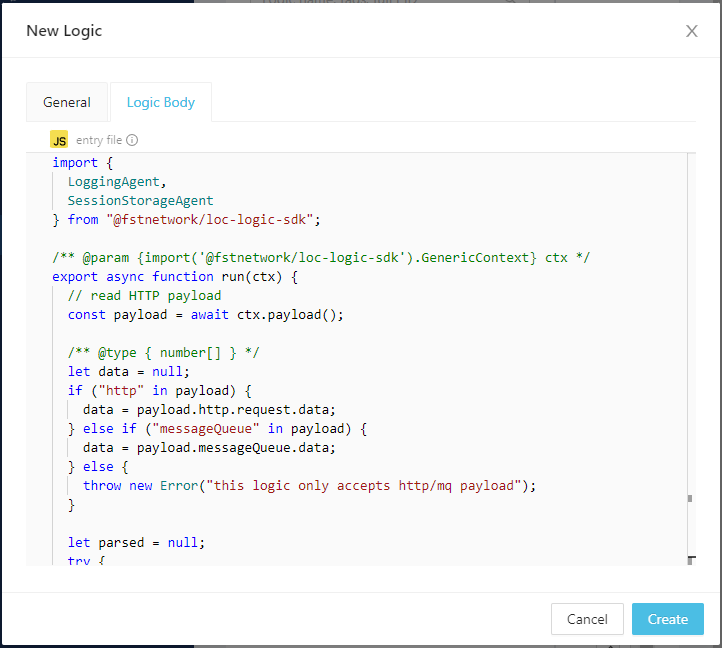 New Logic
General
Logic Body
JS entry file
import {
  LoggingAgent,
  SessionStorageAgent
} from "@fstnetwork/loc-logic-sdk";

/** @param {import('@fstnetwork/loc-logic-sdk').GenericContext} ctx */
export async function run(ctx) {
  // read HTTP payload
  const payload = await ctx.payload();

  /** @type { number[] } */
  let data = null;
  if ("http" in payload) {
    data = payload.http.request.data;
  } else if ("messageQueue" in payload) {
    data = payload.messageQueue.data;
  } else {
    throw new Error("this logic only accepts http/mq payload");
  }

  let parsed = null;
  try {
Cancel
Create